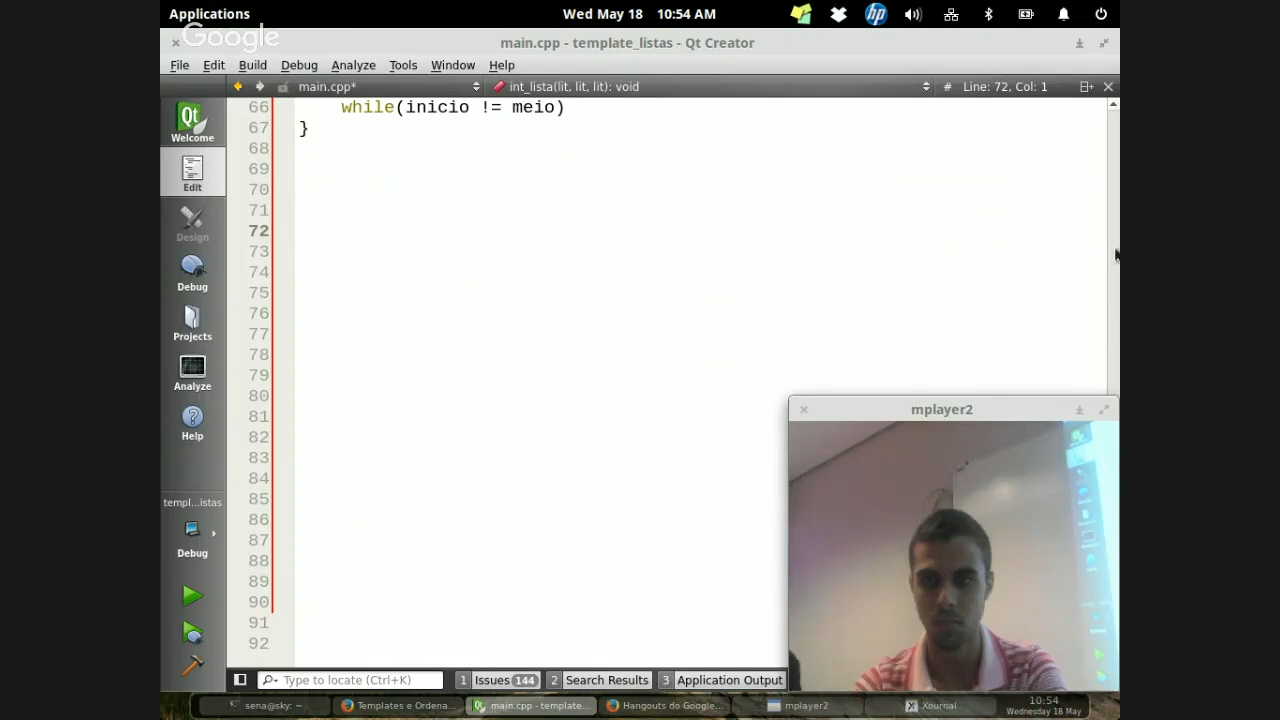 Applications
Wed May 18 10:54 AM
Google
main.cpp - template_listas - Qt Creator
File Edit Build Debug Analyze Tools Window Help
main.cpp*
int_lista(lit, lit, lit): void
# Line: 72, Col: 1
66 while(inicio != meio)
67 }
68
69
70
71
72
73
74
75
76
77
78
79
80
81
82
83
84
85
86
87
88
89
90
91
92
Qt
Welcome
Edit
Design
Debug
Projects
Analyze
Help
templ...istas
Debug
mplayer2
Type to locate (Ctrl+K)
1 Issues 144
2 Search Results
3 Application Output
sena@sky: ~
Templates e Ordena...
main.cpp - template...
Hangouts do Google...
mplayer2
Xournal
10:54
Wednesday 18 May